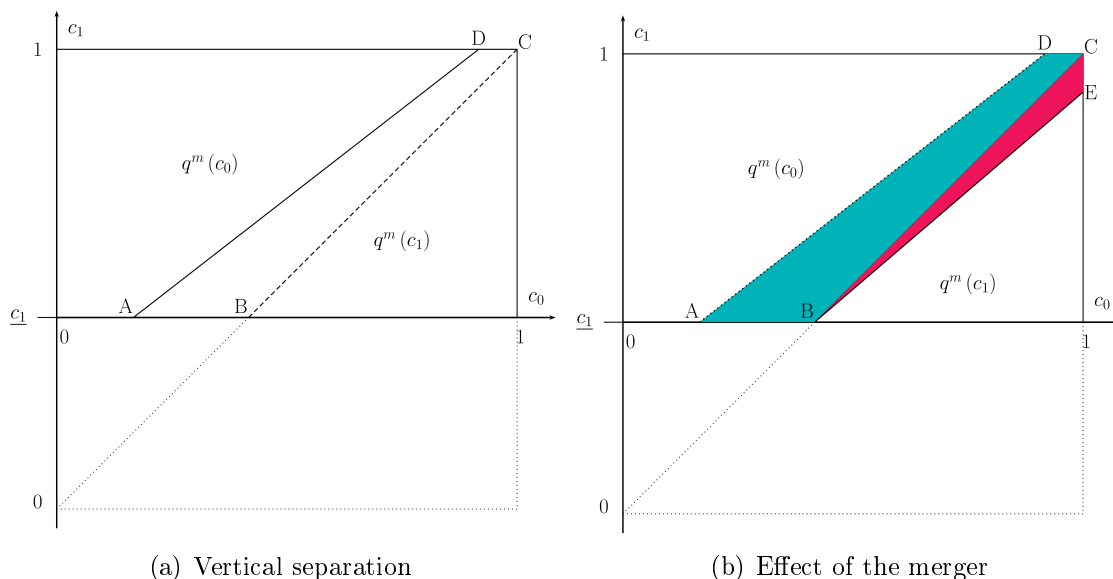 c₁
1
D
C
qᵐ(c₀)
qᵐ(c₁)
A
B
c₀
c₁
0
1
0
(a) Vertical separation
c₁
1
D
C
E
qᵐ(c₀)
qᵐ(c₁)
A
B
c₀
c₁
0
1
0
(b) Effect of the merger